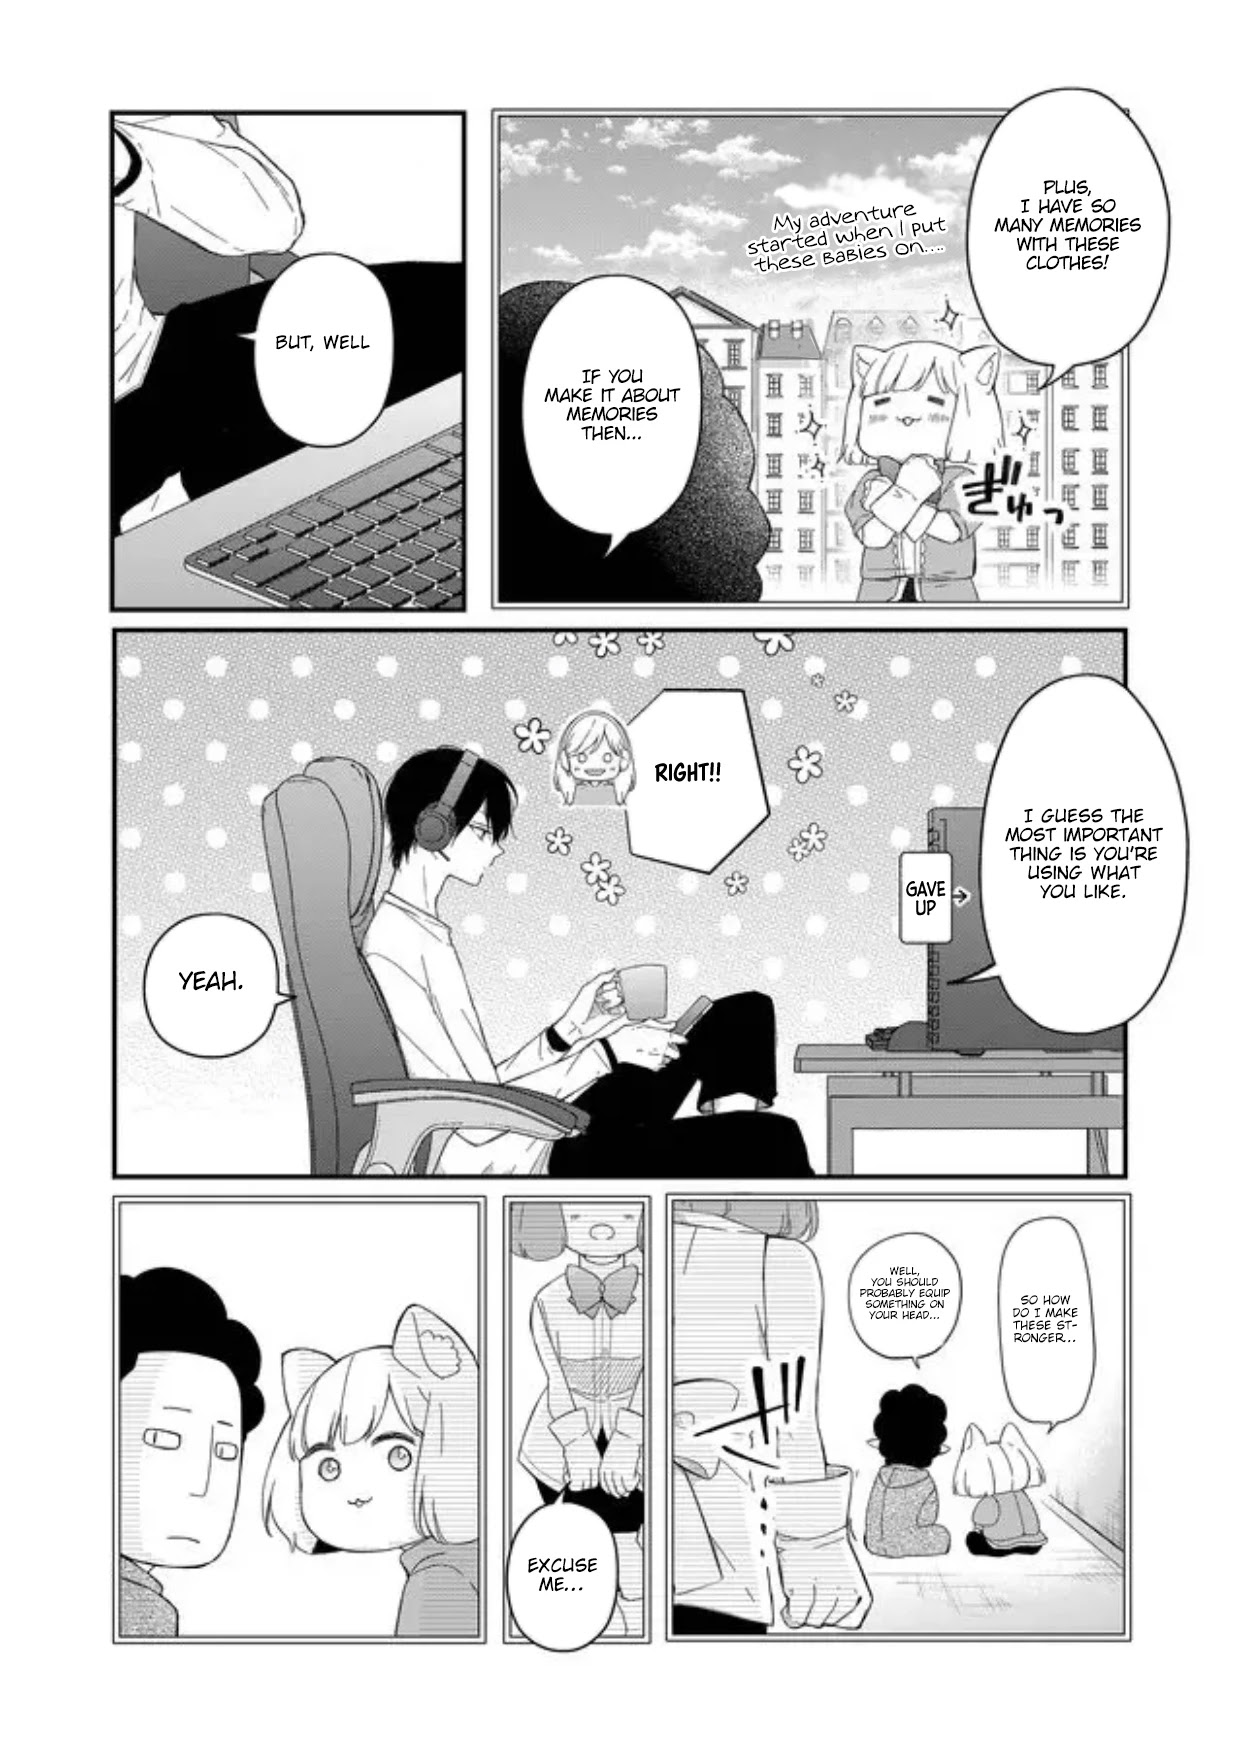 PLUS,
I HAVE SO
MANY MEMORIES
WITH THESE
CLOTHES!
My adventure
started when I put
these Babies on....
ぎゅっ
IF YOU
MAKE IT ABOUT
MEMORIES
THEN...
BUT, WELL
I GUESS THE
MOST IMPORTANT
THING IS YOU'RE
USING WHAT
YOU LIKE.
GAVE
UP
→
RIGHT!!
YEAH.
SO HOW
DO I MAKE
THESE ST-
RONGER...
WELL,
YOU SHOULD
PROBABLY EQUIP
SOMETHING ON
YOUR HEAD...
EXCUSE
ME...